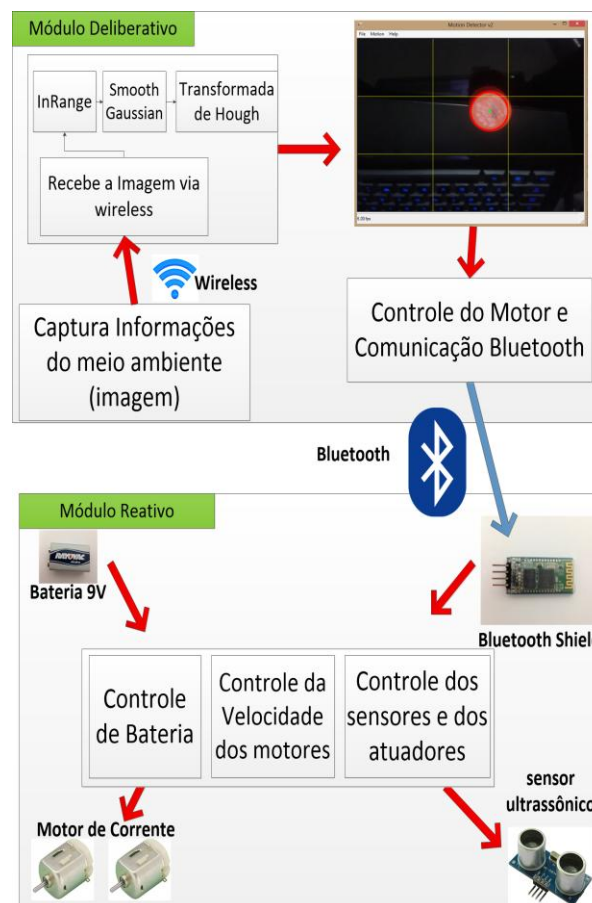 Módulo Deliberativo
InRange
Smooth
Gaussian
Transformada
de Hough
Recebe a Imagem via
wireless
Motion Detector v2
File Motion Help
Wireless
Captura Informações
do meio ambiente
(imagem)
Controle do Motor e
Comunicação Bluetooth
Bluetooth
Módulo Reativo
RAYOVAC
Bateria 9V
Bluetooth Shield
Controle
de Bateria
Controle da
Velocidade
dos motores
Controle dos
sensores e dos
atuadores
Motor de Corrente
sensor
ultrassônico